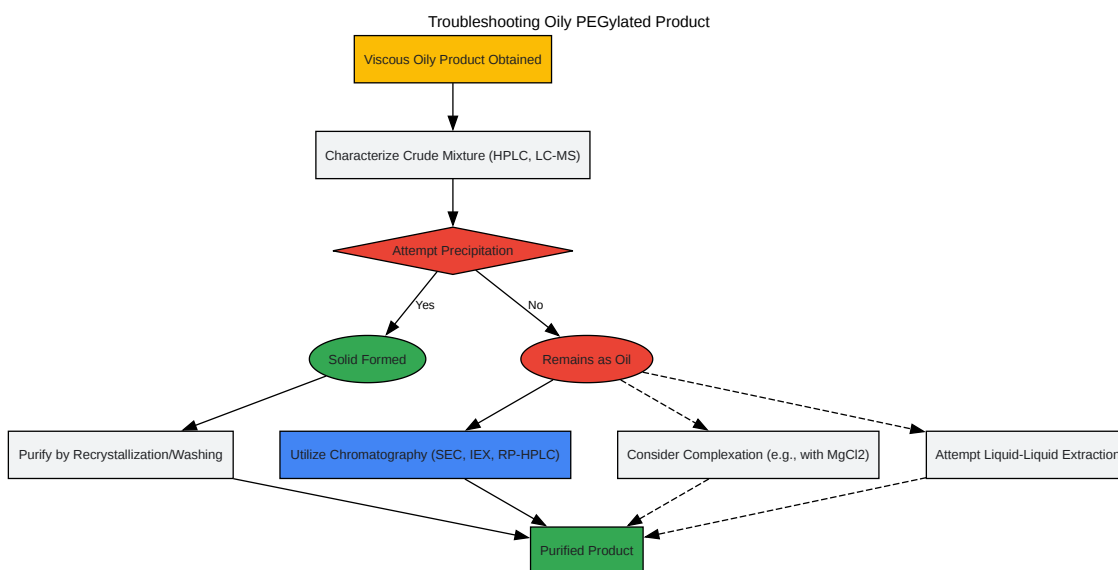 Troubleshooting Oily PEGylated Product
Viscous Oily Product Obtained
Characterize Crude Mixture (HPLC, LC-MS)
Attempt Precipitation
Yes
No
Solid Formed
Remains as Oil
Purify by Recrystallization/Washing
Utilize Chromatography (SEC, IEX, RP-HPLC)
Consider Complexation (e.g., with MgCl2)
Attempt Liquid-Liquid Extraction
Purified Product